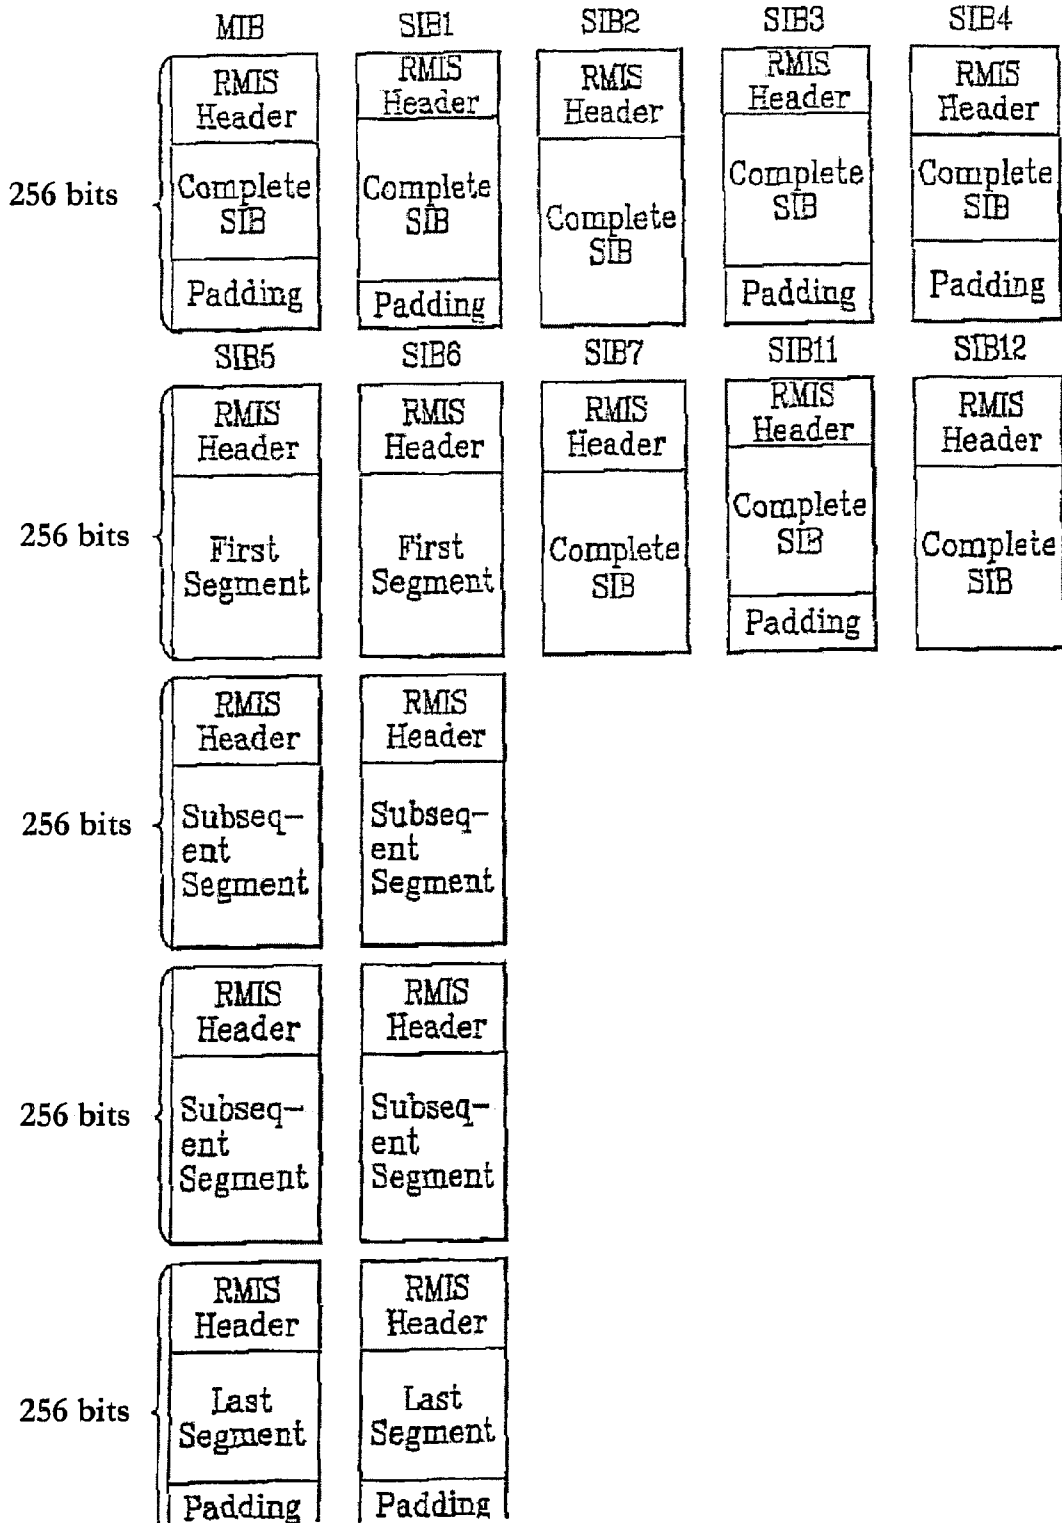 MIB SIB1 SIB2 SIB3 SIB4
RMIS RMIS RMIS RMIS RMIS
Header Header Header Header Header
256 bits
Complete Complete Complete Complete Complete
SIB SIB SIB SIB SIB
Padding Padding Padding Padding
SIB5 SIB6 SIB7 SIB11 SIB12
RMIS RMIS RMIS RMIS RMIS
Header Header Header Header Header
256 bits
First First Complete Complete Complete
Segment Segment SIB SIB SIB
Padding
RMIS RMIS
Header Header
256 bits
Subseq- Subseq-
ent ent
Segment Segment
RMIS RMIS
Header Header
256 bits
Subseq- Subseq-
ent ent
Segment Segment
RMIS RMIS
Header Header
256 bits
Last Last
Segment Segment
Padding Padding